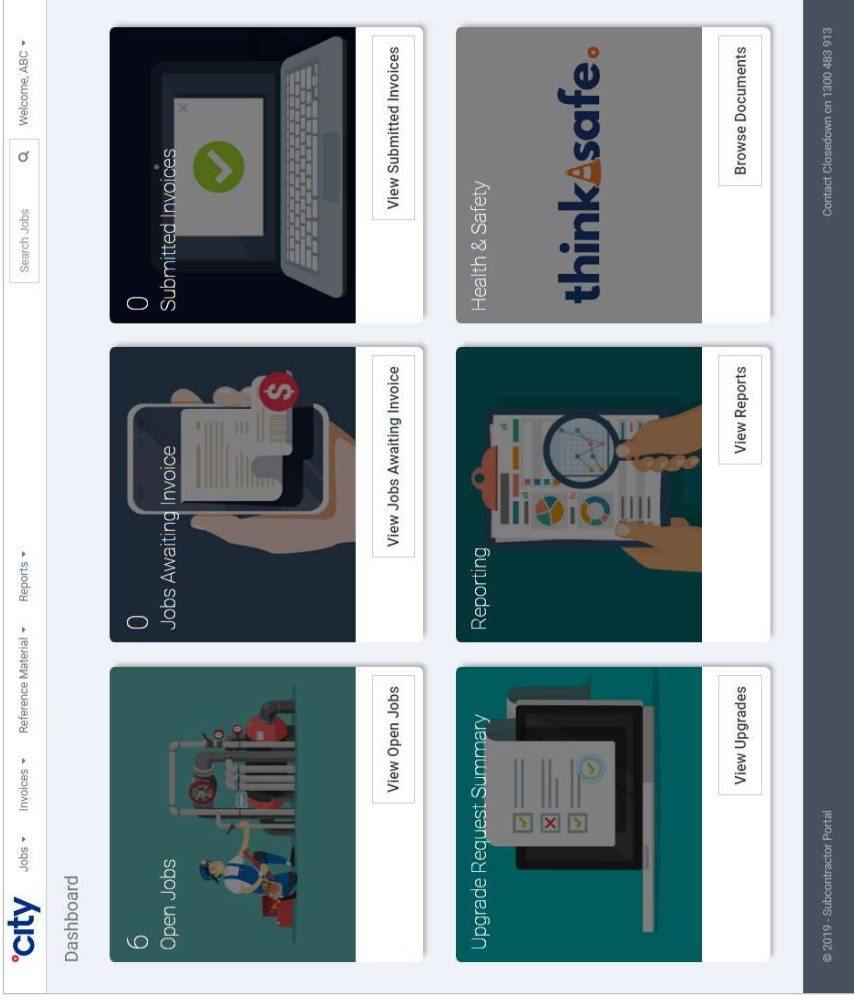 °city
Jobs
Invoices
Reference Material
Reports
Search Jobs
Welcome, ABC
Dashboard
6
Open Jobs
View Open Jobs
0
Jobs Awaiting Invoice
View Jobs Awaiting Invoice
0
Submitted Invoices
View Submitted Invoices
Upgrade Request Summary
View Upgrades
Reporting
View Reports
Health & Safety
thinksafe.
Browse Documents
© 2019 - Subcontractor Portal
Contact Closedown on 1300 483 913